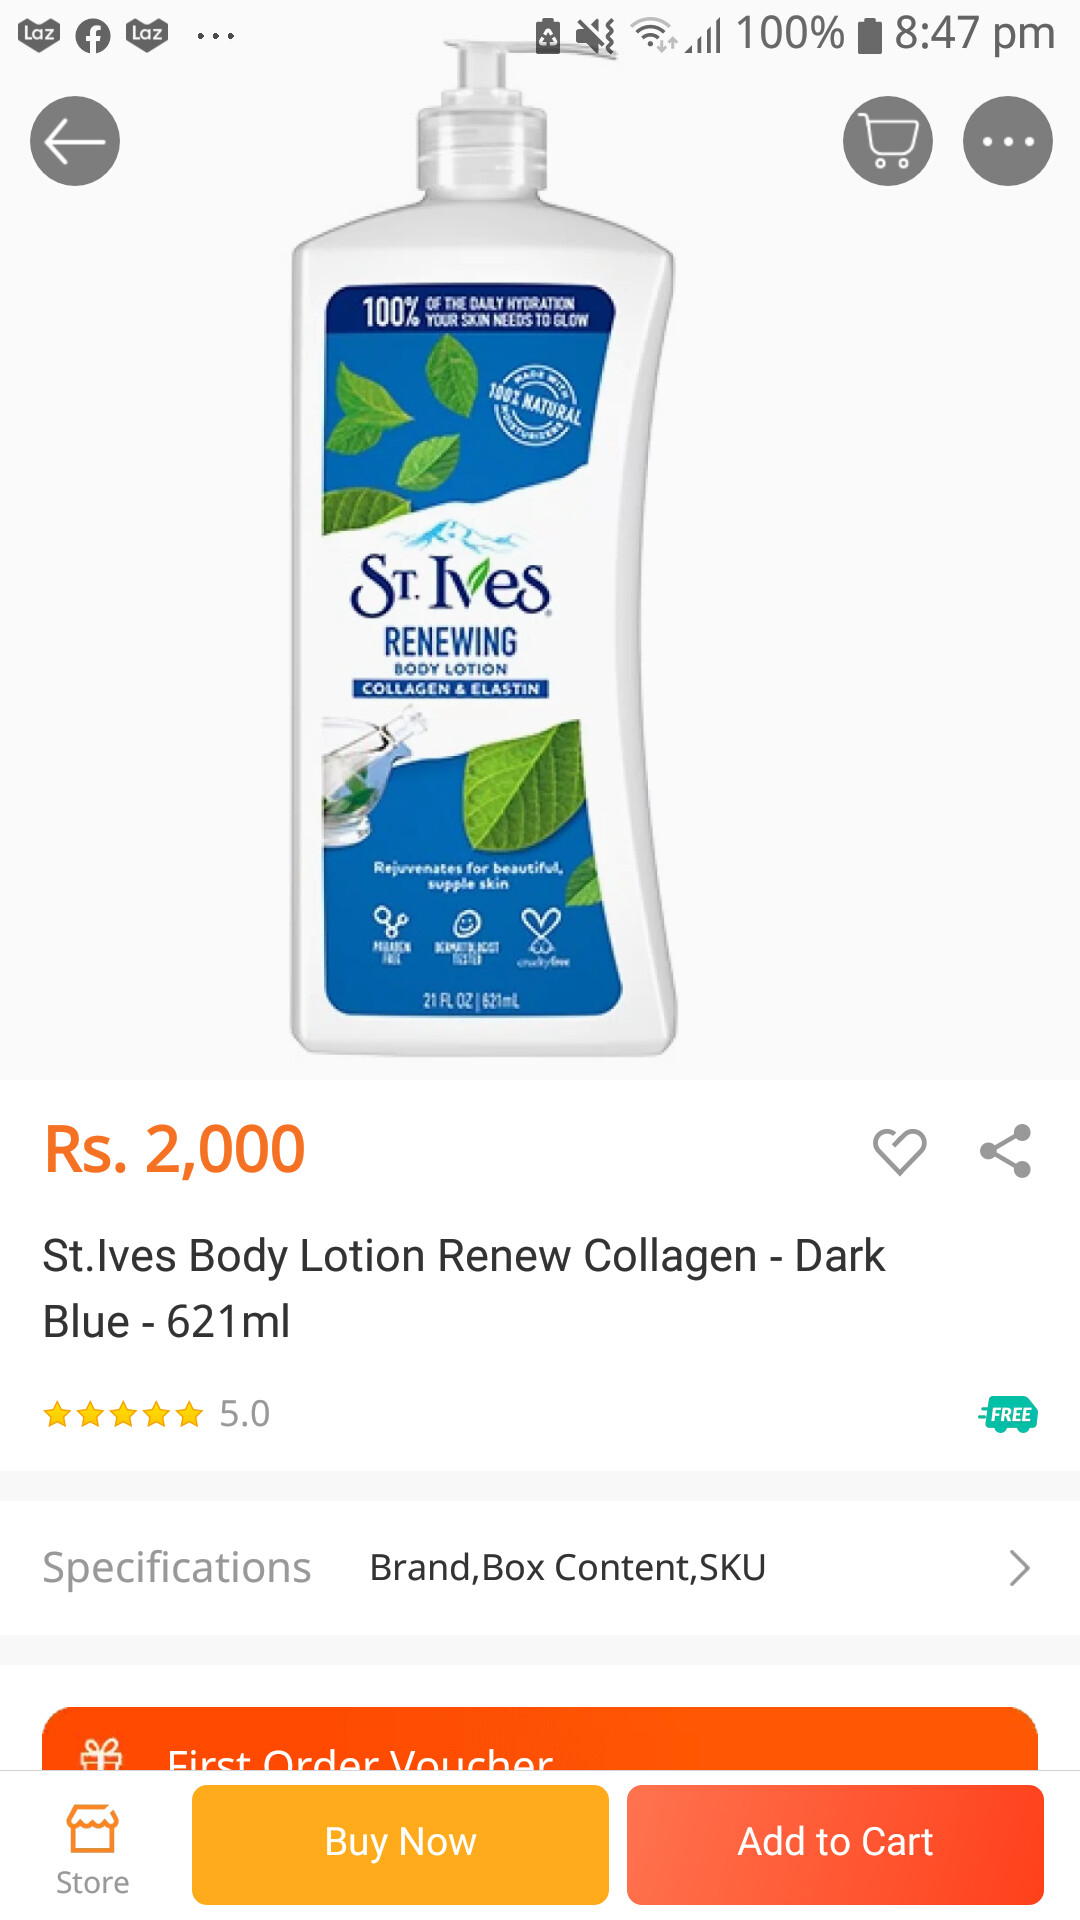 Laz Laz ... 100% 8:47 pm
100% OF THE DAILY HYDRATION
YOUR SKIN NEEDS TO GLOW
MADE WITH
100% NATURAL
MOISTURIZERS
ST. Ives
RENEWING
BODY LOTION
COLLAGEN & ELASTIN
Rejuvenates for beautiful,
supple skin
PARABEN
FREE
DERMATOLOGIST
TESTED
crueltyfree
21 FL OZ | 621mL
Rs. 2,000
St.Ives Body Lotion Renew Collagen - Dark
Blue - 621ml
5.0
FREE
Specifications Brand,Box Content,SKU
First Order Voucher
Store
Buy Now
Add to Cart